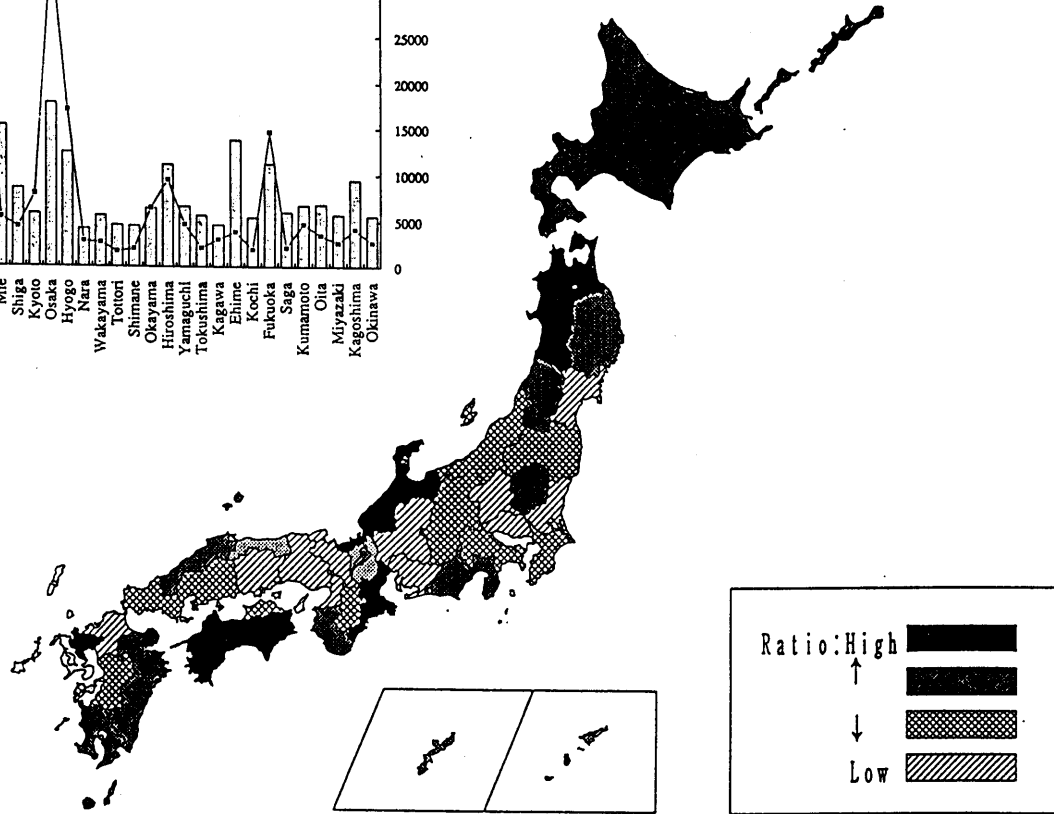 25000
20000
15000
10000
5000
0
Mie
Shiga
Kyoto
Osaka
Hyogo
Nara
Wakayama
Tottori
Shimane
Okayama
Hiroshima
Yamaguchi
Tokushima
Kagawa
Ehime
Kochi
Fukuoka
Saga
Kumamoto
Oita
Miyazaki
Kagoshima
Okinawa
Ratio:High
Low